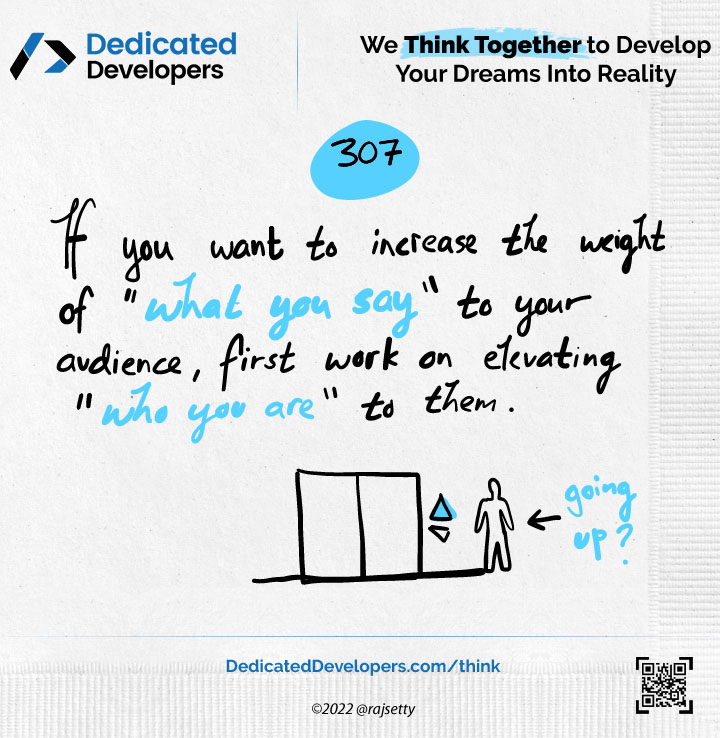 Dedicated
Developers
We Think Together to Develop
Your Dreams Into Reality
307
If you want to increase the weight
of "what you say" to your
audience, first work on elevating
"who you are" to them.
going
up?
DedicatedDevelopers.com/think
©2022 @rajsetty